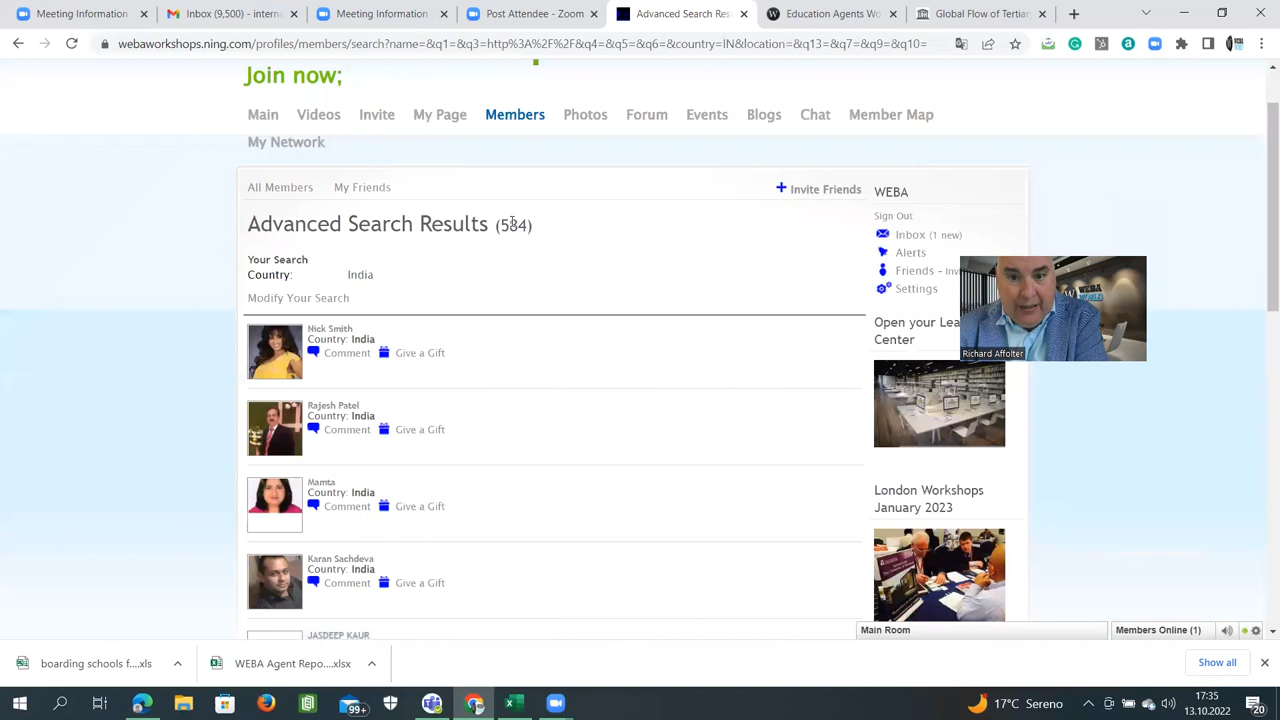 Meeting Information
Inbox (9,500) - interna
Meeting Information -
Post Attendee - Zoom
Advanced Search Resu
Education Agents Wo
Global Flow of Tertiar
webaworkshops.ning.com/profiles/members/search?name=&q1=&q3=http%3A%2F%2F&q4=&q5=&q6=&country=IN&location=&q13=&q7=&q9=&q10=
Join now;
Main Videos Invite My Page Members Photos Forum Events Blogs Chat Member Map
My Network
All Members My Friends
+ Invite Friends
Advanced Search Results (584)
Your Search
Country: India
Modify Your Search
Nick Smith
Country: India
Comment Give a Gift
Rajesh Patel
Country: India
Comment Give a Gift
Mamta
Country: India
Comment Give a Gift
Karan Sachdeva
Country: India
Comment Give a Gift
JASDEEP KAUR
WEBA
Sign Out
Inbox (1 new)
Alerts
Friends - Inv
Settings
WEBA
WORLD
Richard Affolter
Open your Lea
Center
London Workshops
January 2023
Main Room
Members Online (1)
boarding schools f....xls
WEBA Agent Repo....xlsx
Show all
99+
17°C Sereno
17:35
13.10.2022
20